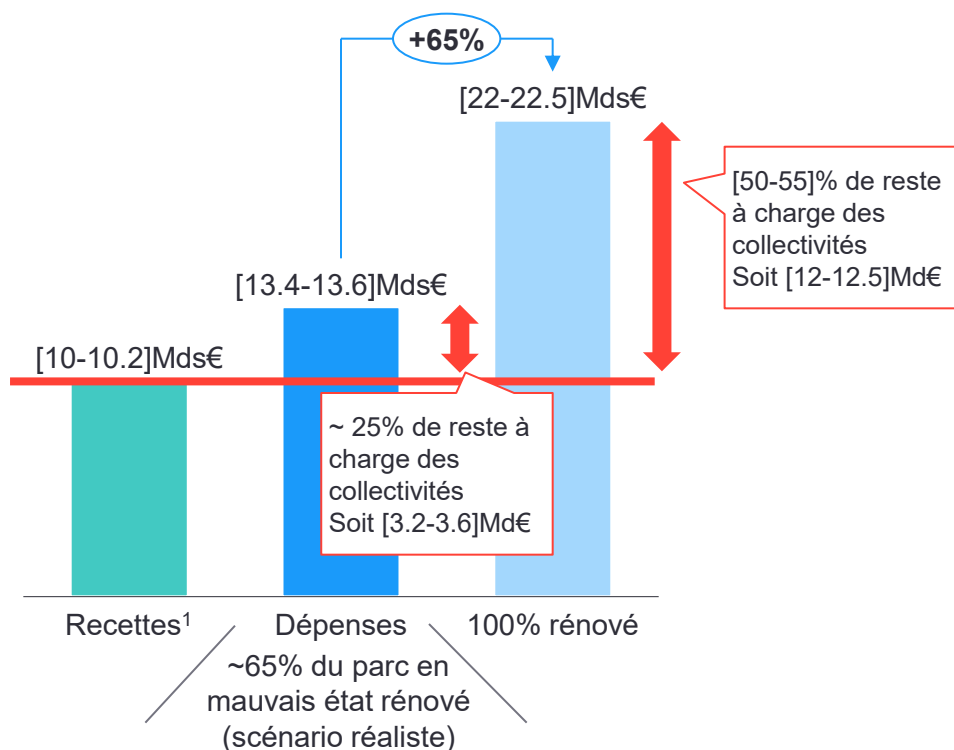 +65%
[22-22.5]Mds€
[50-55]% de reste
à charge des
collectivités
Soit [12-12.5]Md€
[13.4-13.6]Mds€
[10-10.2]Mds€
~ 25% de reste à
charge des
collectivités
Soit [3.2-3.6]Md€
Recettes¹
Dépenses
100% rénové
~65% du parc en
mauvais état rénové
(scénario réaliste)